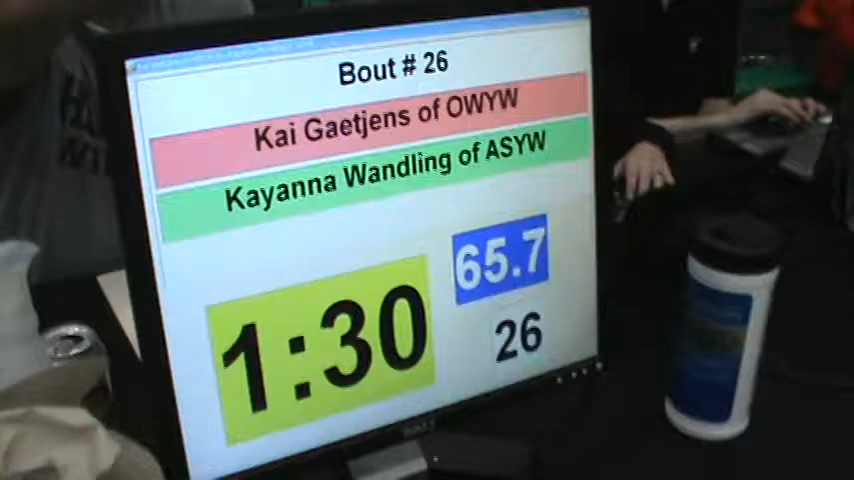 Bout # 26
Kai Gaetjens of OWYW
Kayanna Wandling of ASYW
65.7
1:30
26